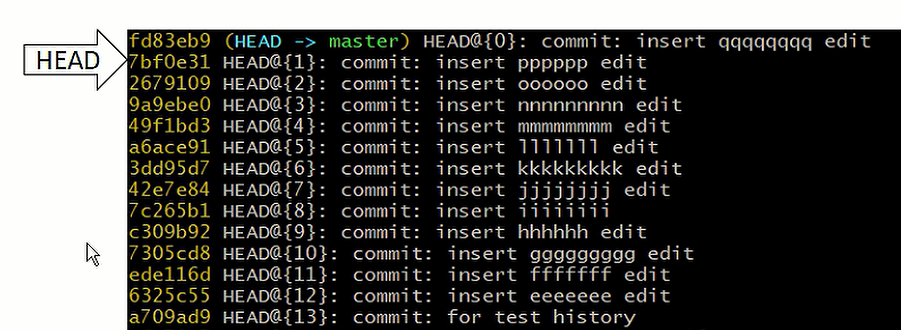 HEAD
fd83eb9 (HEAD -> master) HEAD@{0}: commit: insert qqqqqqqq edit
7bf0e31 HEAD@{1}: commit: insert pppppp edit
2679109 HEAD@{2}: commit: insert oooooo edit
9a9ebe0 HEAD@{3}: commit: insert nnnnnnnnn edit
49f1bd3 HEAD@{4}: commit: insert mmmmmmmm edit
a6ace91 HEAD@{5}: commit: insert lllllll edit
3dd95d7 HEAD@{6}: commit: insert kkkkkkkkk edit
42e7e84 HEAD@{7}: commit: insert jjjjjjjj edit
7c265b1 HEAD@{8}: commit: insert iiiiiiii
c309b92 HEAD@{9}: commit: insert hhhhhh edit
7305cd8 HEAD@{10}: commit: insert ggggggggg edit
ede116d HEAD@{11}: commit: insert fffffff edit
6325c55 HEAD@{12}: commit: insert eeeeeee edit
a709ad9 HEAD@{13}: commit: for test history